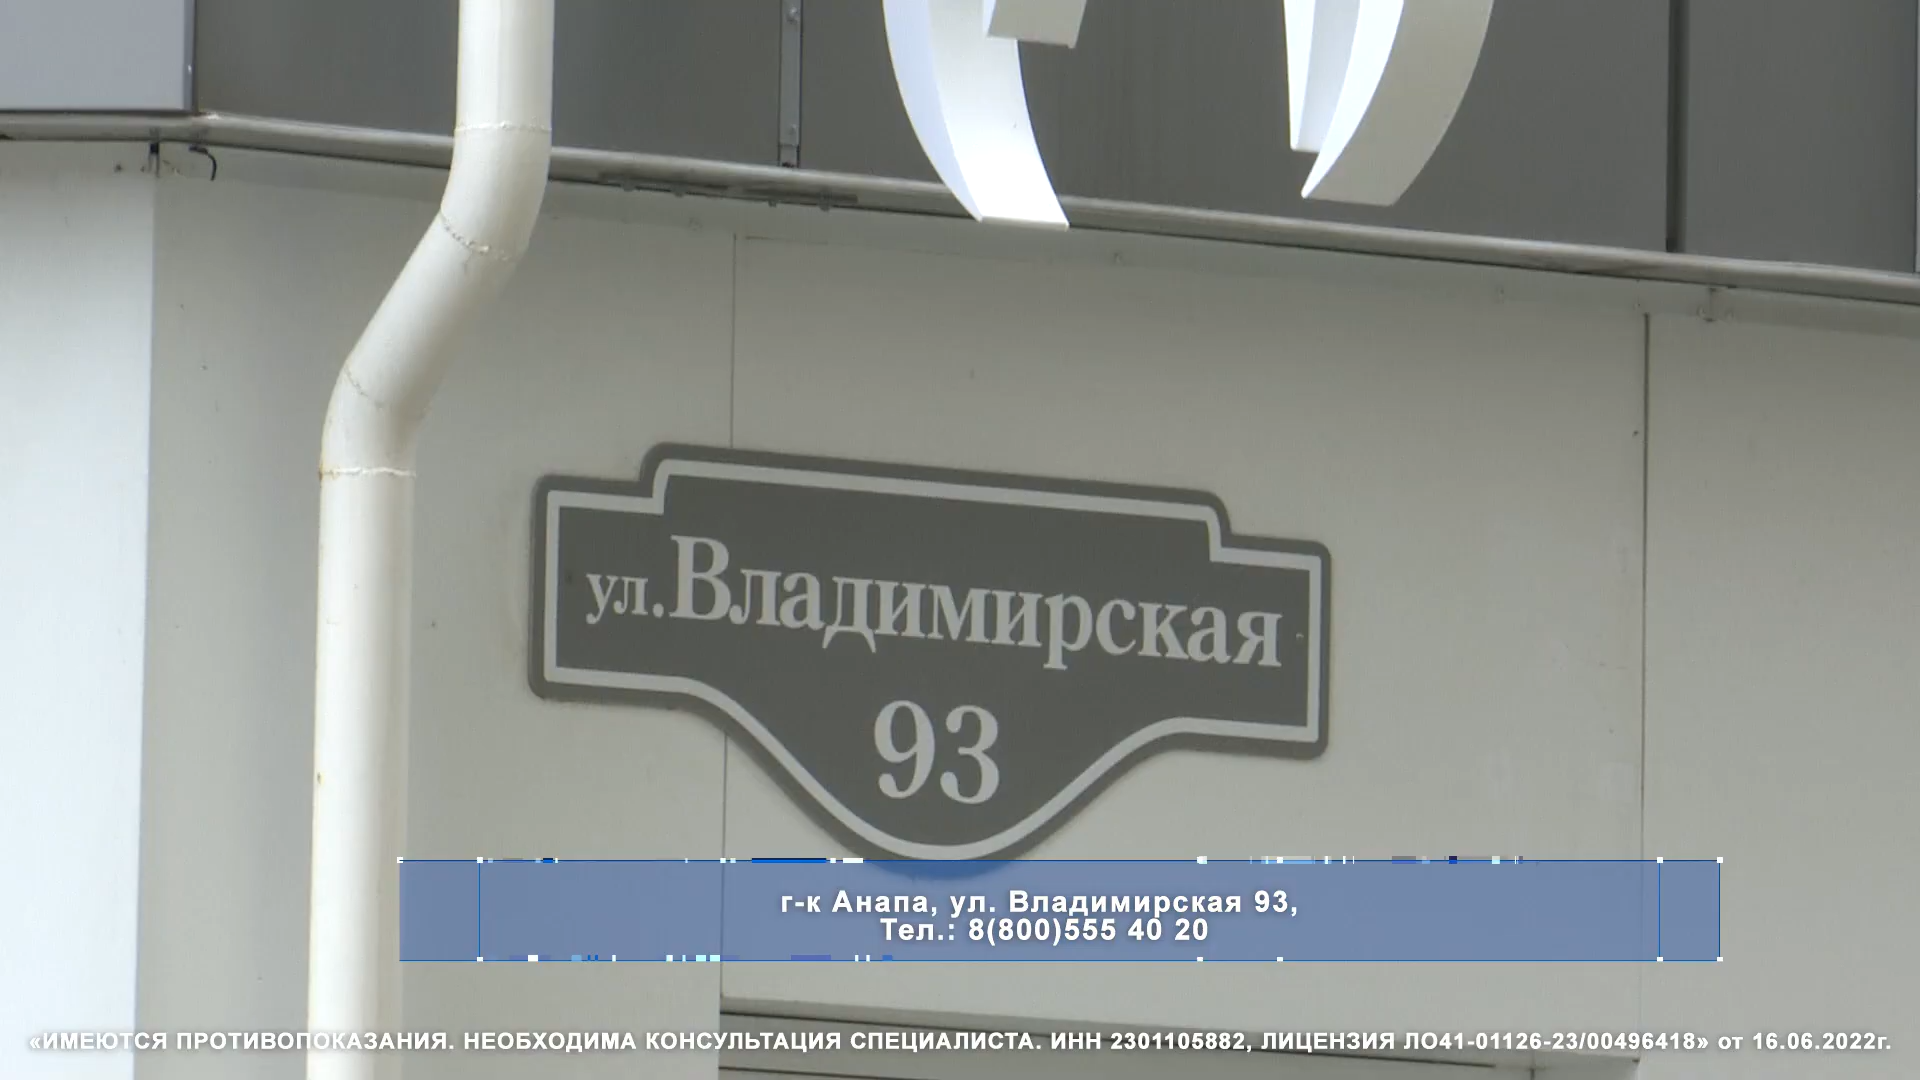 ул. Владимирская
93
г-к Анапа, ул. Владимирская 93,
Тел.: 8(800)555 40 20
«ИМЕЮТСЯ ПРОТИВОПОКАЗАНИЯ. НЕОБХОДИМА КОНСУЛЬТАЦИЯ СПЕЦИАЛИСТА. ИНН 2301105882, ЛИЦЕНЗИЯ ЛО41-01126-23/00496418» от 16.06.2022г.